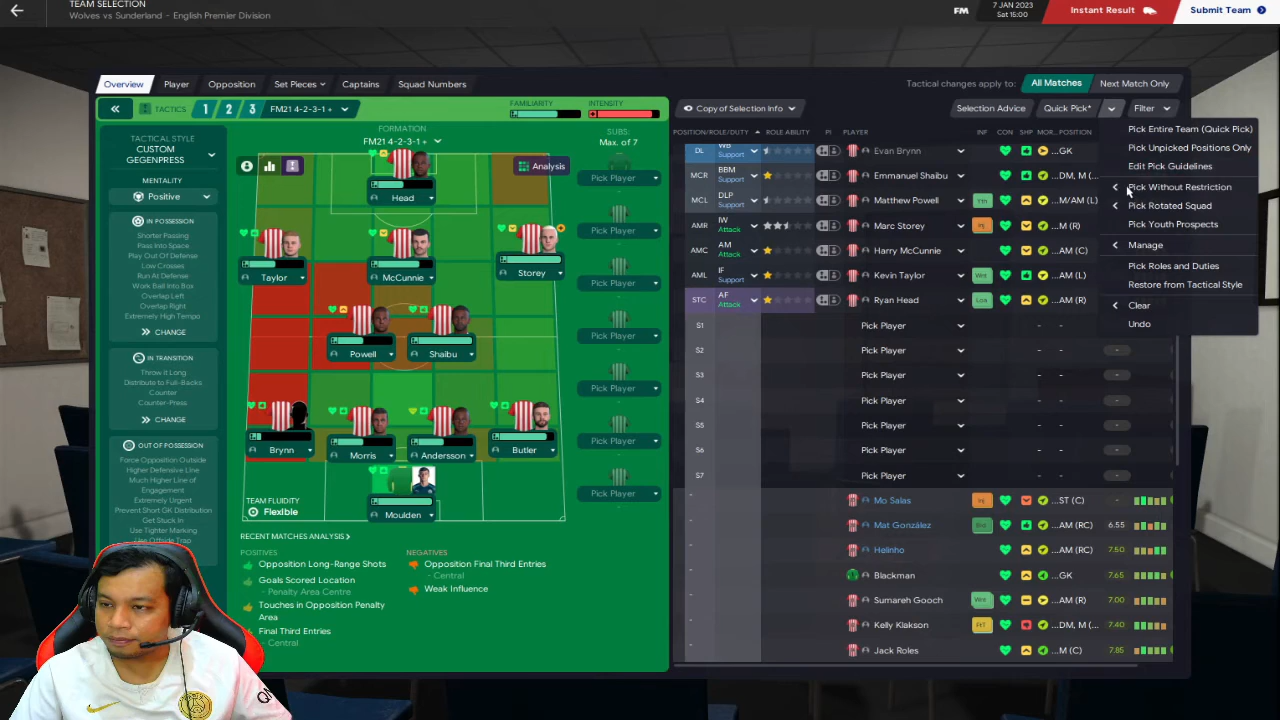 TEAM SELECTION
Wolves vs Sunderland - English Premier Division
FM
7 JAN 2023
Sat 15:00
Instant Result
Submit Team
Overview
Player
Opposition
Set Pieces
Captains
Squad Numbers
Tactical changes apply to:
All Matches
Next Match Only
TACTICS
1
2
3
FM21 4-2-3-1 +
FAMILIARITY
INTENSITY
Copy of Selection Info
Selection Advice
Quick Pick*
Filter
TACTICAL STYLE
CUSTOM
GEGENPRESS
MENTALITY
Positive
IN POSSESSION
Shorter Passing
Pass Into Space
Play Out Of Defense
Low Crosses
Run At Defense
Work Ball Into Box
Overlap Left
Overlap Right
Extremely High Tempo
CHANGE
IN TRANSITION
Throw It Long
Distribute to Full-Backs
Counter
Counter-Press
CHANGE
OUT OF POSSESSION
Force Opposition Outside
Higher Defensive Line
Much Higher Line of
Engagement
Extremely Urgent
Prevent Short GK Distribution
Get Stuck In
Use Tighter Marking
Use Offside Trap
FORMATION
FM21 4-2-3-1 +
Analysis
Head
Taylor
McCunnie
Storey
Powell
Shaibu
Brynn
Morris
Andersson
Butler
Moulden
TEAM FLUIDITY
Flexible
SUBS:
Max. of 7
Pick Player
Pick Player
Pick Player
Pick Player
Pick Player
Pick Player
Pick Player
RECENT MATCHES ANALYSIS
POSITIVES
Opposition Long-Range Shots
Goals Scored Location
- Penalty Area Centre
Touches in Opposition Penalty
Area
Final Third Entries
- Central
NEGATIVES
Opposition Final Third Entries
- Central
Weak Influence
POSITION/ROLE/DUTY
ROLE ABILITY
PI
PLAYER
INF
CON
SHP
MOR...
POSITION
DL WB Support Evan Brynn ...GK
MCR BBM Support Emmanuel Shaibu ...DM, M (...
MCL DLP Support Matthew Powell Yth ...M/AM (L)
AMR IW Attack Marc Storey Inj ...M (R)
AMC AM Attack Harry McCunnie ...AM (C)
AML IF Attack Kevin Taylor Wnt ...AM (L)
STC AF Attack Ryan Head Loa ...AM (R)
S1 Pick Player - - -
S2 Pick Player - - -
S3 Pick Player - - -
S4 Pick Player - - -
S5 Pick Player - - -
S6 Pick Player - - -
S7 Pick Player - - -
- Mo Salas Inj ...ST (C) -
- Mat González ...AM (RC) 6.55
- Helinho ...AM (RC) 7.50
- Blackman ...GK 7.65
- Sumareh Gooch ...AM (R) 7.00
- Kelly Klakson ...DM, M (... 7.40
- Jack Roles ...M (C) 7.85
Pick Entire Team (Quick Pick)
Pick Unpicked Positions Only
Edit Pick Guidelines
Pick Without Restriction
Pick Rotated Squad
Pick Youth Prospects
Manage
Pick Roles and Duties
Restore from Tactical Style
Clear
Undo